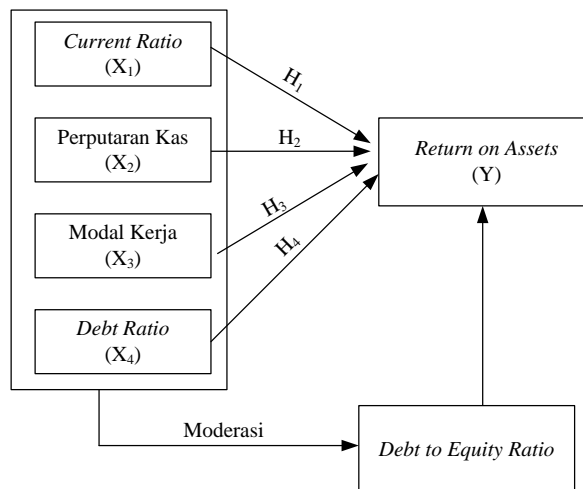 Current Ratio
(X₁)
H₁
Perputaran Kas
(X₂)
H₂
Return on Assets
(Y)
Modal Kerja
(X₃)
H₃
H₄
Debt Ratio
(X₄)
Moderasi
Debt to Equity Ratio